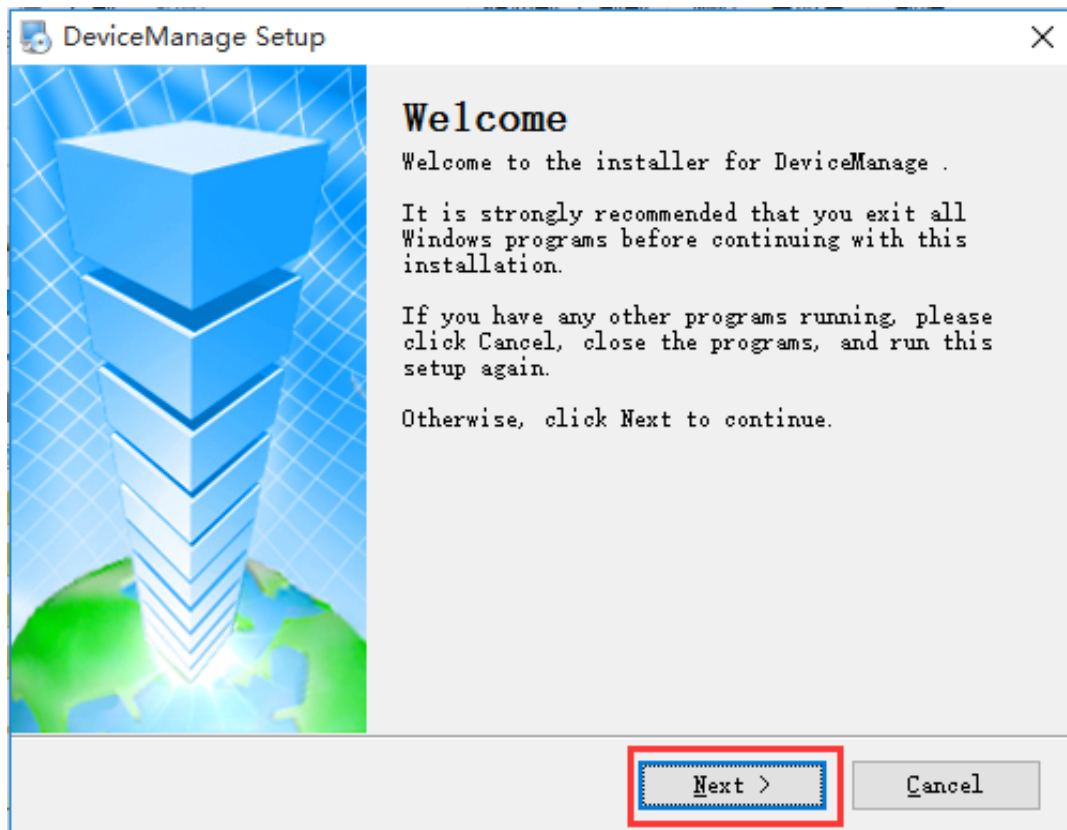 DeviceManage Setup
Welcome
Welcome to the installer for DeviceManage .
It is strongly recommended that you exit all
Windows programs before continuing with this
installation.
If you have any other programs running, please
click Cancel, close the programs, and run this
setup again.
Otherwise, click Next to continue.
Next >
Cancel